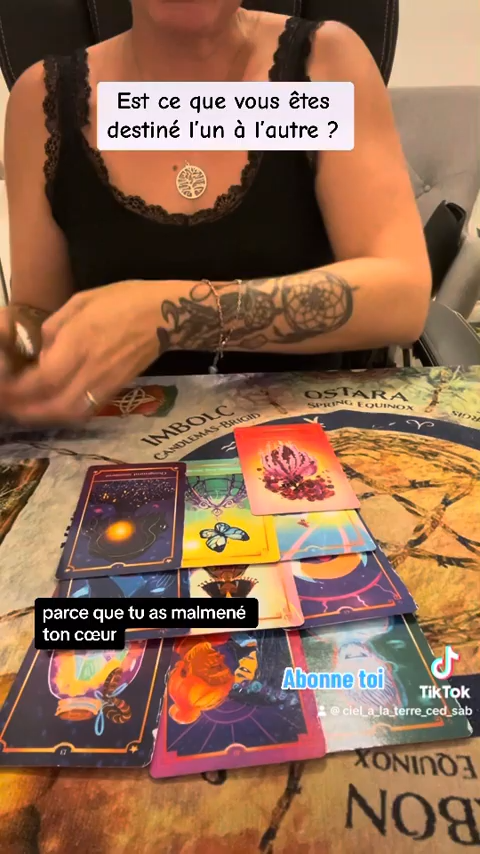 Est ce que vous êtes
destiné l'un à l'autre ?
IMBOLC
CANDLEMAS-BRIGID
OSTARA
SPRING EQUINOX
parce que tu as malmené
ton cœur
Abonne toi
TikTok
@ciel_a_la_terre_ced_sab
17
EQUINOX